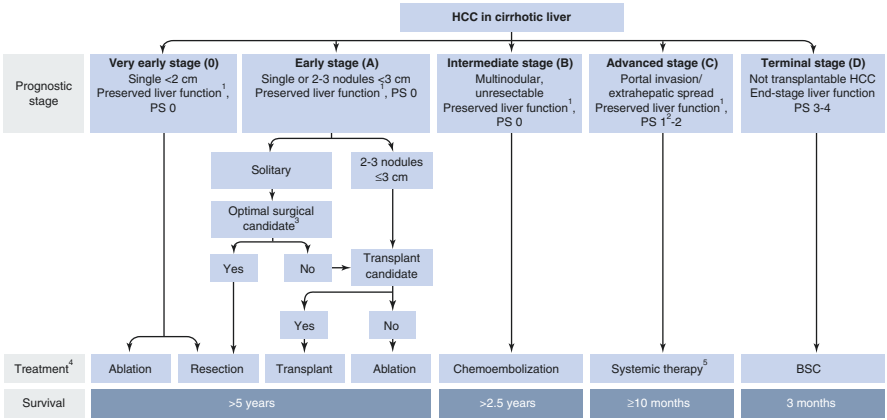 HCC in cirrhotic liver
Prognostic
stage
Very early stage (0)
Single <2 cm
Preserved liver function1,
PS 0
Early stage (A)
Single or 2-3 nodules ≤3 cm
Preserved liver function1, PS 0
Intermediate stage (B)
Multinodular,
unresectable
Preserved liver function1,
PS 0
Advanced stage (C)
Portal invasion/
extrahepatic spread
Preserved liver function1,
PS 12-2
Terminal stage (D)
Not transplantable HCC
End-stage liver function
PS 3-4
Solitary
2-3 nodules
≤3 cm
Optimal surgical
candidate3
Yes
No
Transplant
candidate
Yes
No
Treatment4
Ablation
Resection
Transplant
Ablation
Chemoembolization
Systemic therapy5
BSC
Survival
>5 years
>2.5 years
≥10 months
3 months